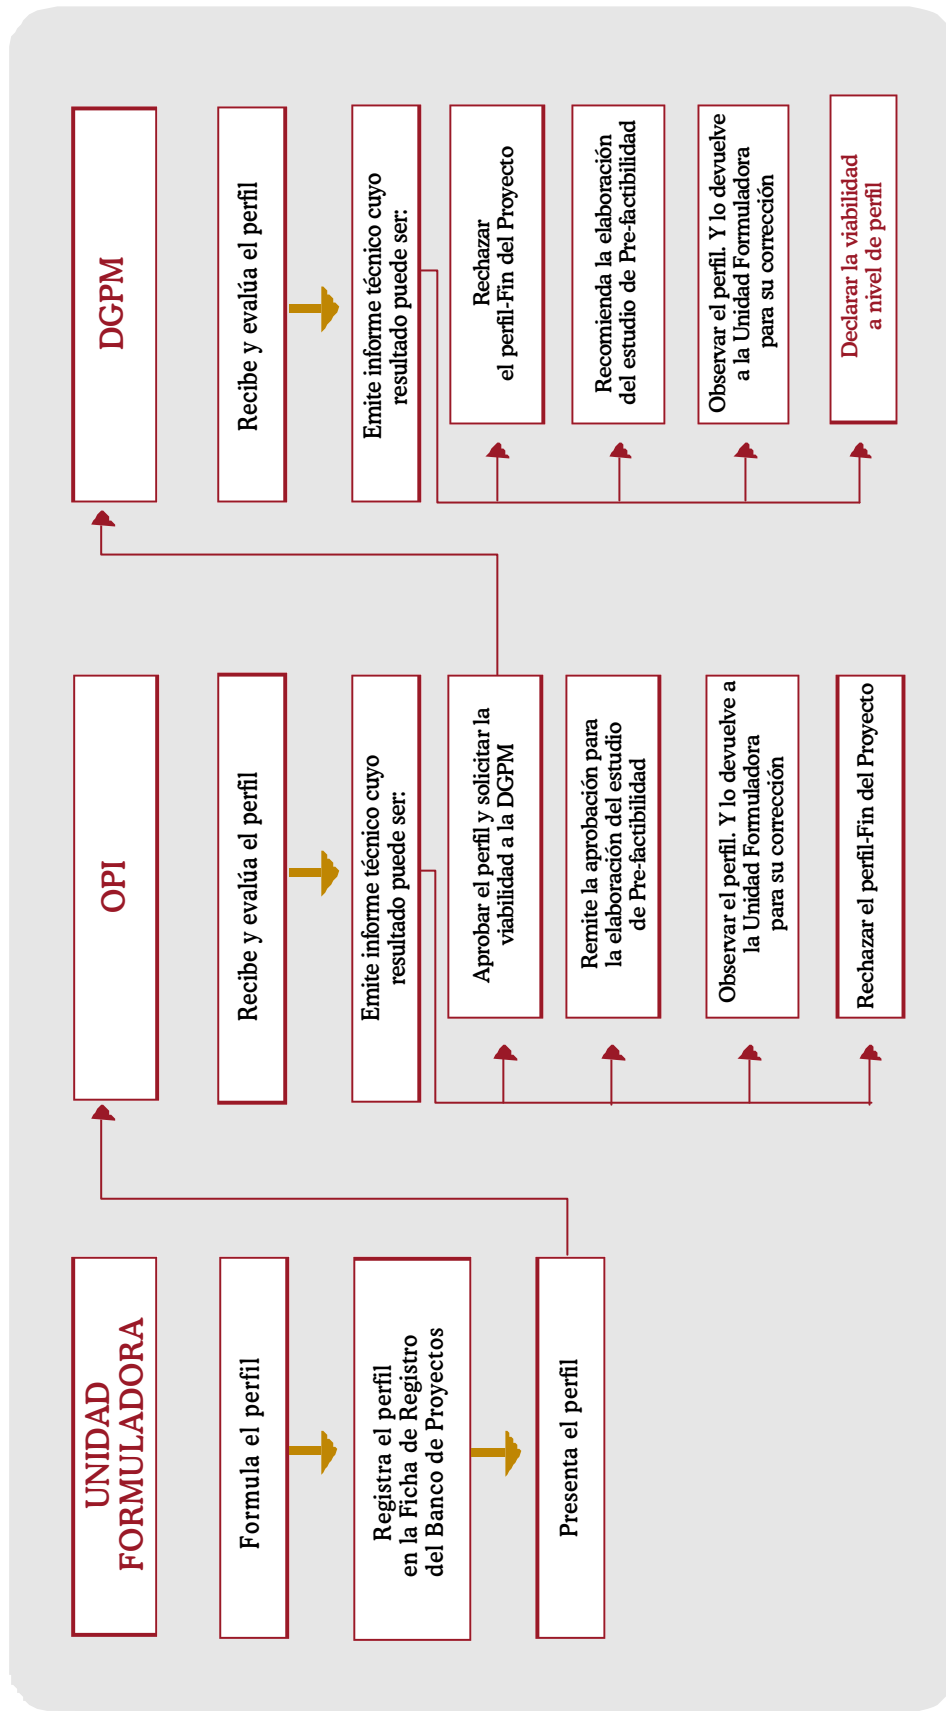 UNIDAD
FORMULADORA
Formula el perfil
Registra el perfil
en la Ficha de Registro
del Banco de Proyectos
Presenta el perfil
OPI
Recibe y evalúa el perfil
Emite informe técnico cuyo
resultado puede ser:
Aprobar el perfil y solicitar la
viabilidad a la DGPM
Remite la aprobación para
la elaboración del estudio
de Pre-factibilidad
Observar el perfil. Y lo devuelve a
la Unidad Formuladora
para su corrección
Rechazar el perfil-Fin del Proyecto
DGPM
Recibe y evalúa el perfil
Emite informe técnico cuyo
resultado puede ser:
Rechazar
el perfil-Fin del Proyecto
Recomienda la elaboración
del estudio de Pre-factibilidad
Observar el perfil. Y lo devuelve
a la Unidad Formuladora
para su corrección
Declarar la viabilidad
a nivel de perfil